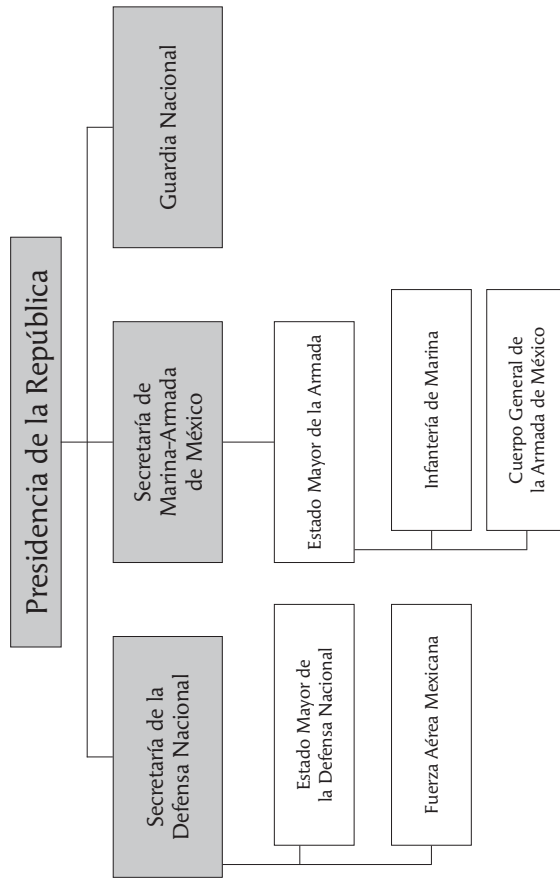 Presidencia de la República
Secretaría de la
Defensa Nacional
Secretaría de
Marina-Armada
de México
Guardia Nacional
Estado Mayor de
la Defensa Nacional
Fuerza Aérea Mexicana
Estado Mayor de la Armada
Infantería de Marina
Cuerpo General de
la Armada de México